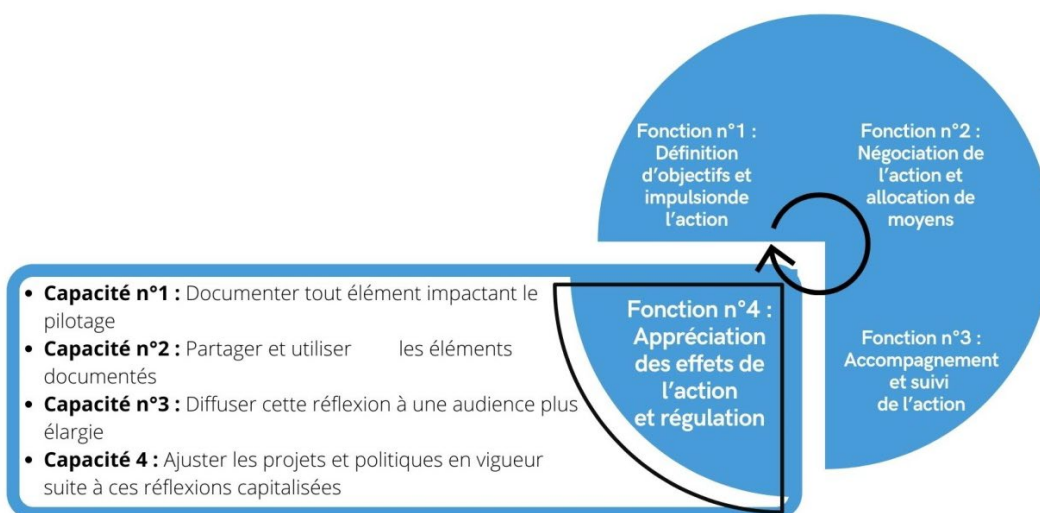 Fonction n°1 :
Définition
d'objectifs et
impulsionde
l'action
Fonction n°2 :
Négociation de
l'action et
allocation de
moyens
• Capacité n°1 : Documenter tout élément impactant le
pilotage
• Capacité n°2 : Partager et utiliser les éléments
documentés
• Capacité n°3 : Diffuser cette réflexion à une audience plus
élargie
• Capacité 4 : Ajuster les projets et politiques en vigueur
suite à ces réflexions capitalisées
Fonction n°4 :
Appréciation
des effets de
l'action
et régulation
Fonction n°3 :
Accompagnement
et suivi
de l'action